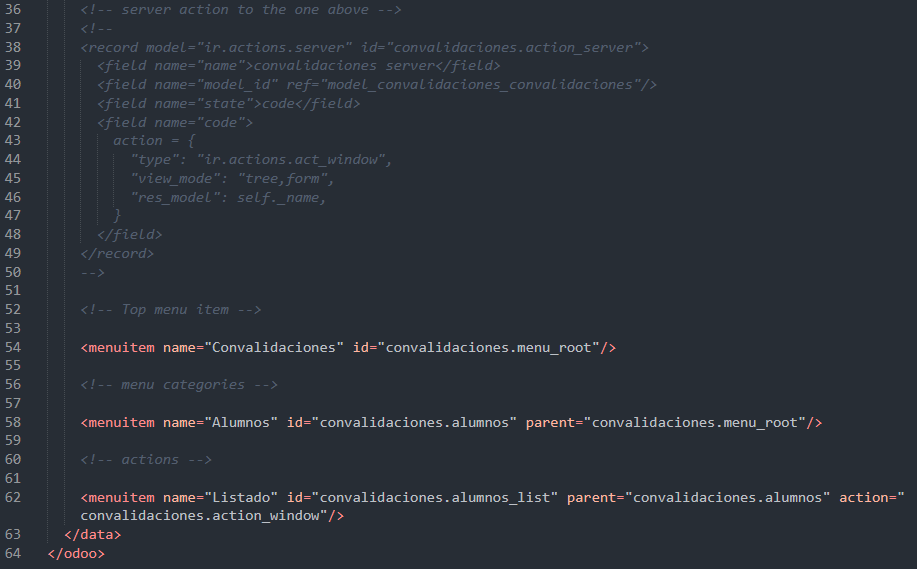 36 <!-- server action to the one above -->
37 <!--
38 <record model="ir.actions.server" id="convalidaciones.action_server">
39 <field name="name">convalidaciones server</field>
40 <field name="model_id" ref="model_convalidaciones_convalidaciones"/>
41 <field name="state">code</field>
42 <field name="code">
43 action = {
44 "type": "ir.actions.act_window",
45 "view_mode": "tree,form",
46 "res_model": self._name,
47 }
48 </field>
49 </record>
50 -->
51
52 <!-- Top menu item -->
53
54 <menuitem name="Convalidaciones" id="convalidaciones.menu_root"/>
55
56 <!-- menu categories -->
57
58 <menuitem name="Alumnos" id="convalidaciones.alumnos" parent="convalidaciones.menu_root"/>
59
60 <!-- actions -->
61
62 <menuitem name="Listado" id="convalidaciones.alumnos_list" parent="convalidaciones.alumnos" action="
convalidaciones.action_window"/>
63 </data>
64 </odoo>